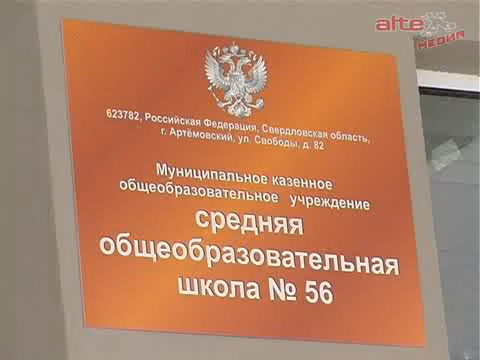 alte
МЕДИА
623782, Российская Федерация, Свердловская область,
г. Артёмовский, ул. Свободы, д. 82
Муниципальное казенное
общеобразовательное учреждение
средняя
общеобразовательная
школа № 56